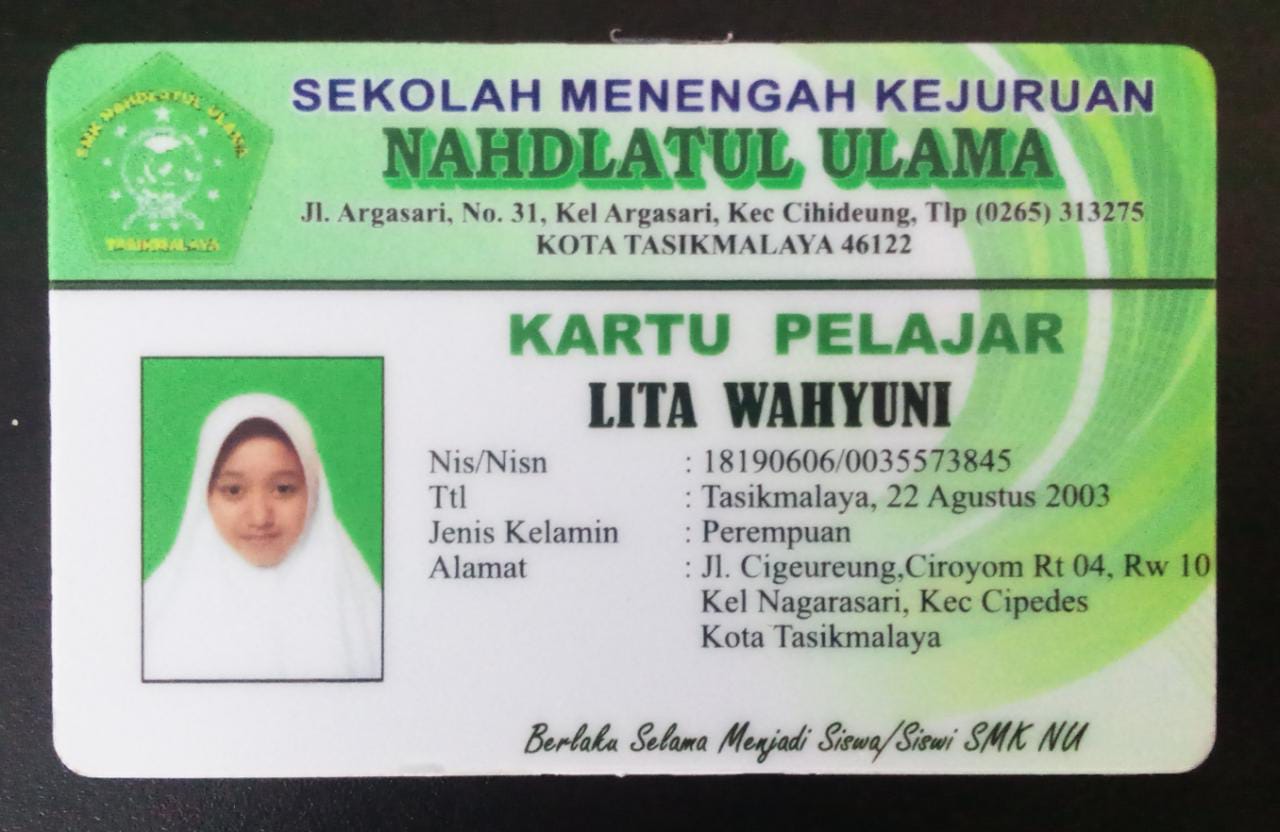 SMK NAHDLATUL ULAMA
TASIKMALAYA
SEKOLAH MENENGAH KEJURUAN
NAHDLATUL ULAMA
Jl. Argasari, No. 31, Kel Argasari, Kec Cihideung, Tlp (0265) 313275
KOTA TASIKMALAYA 46122
KARTU PELAJAR
LITA WAHYUNI
Nis/Nisn : 18190606/0035573845
Ttl : Tasikmalaya, 22 Agustus 2003
Jenis Kelamin : Perempuan
Alamat : Jl. Cigeureung,Ciroyom Rt 04, Rw 10
Kel Nagarasari, Kec Cipedes
Kota Tasikmalaya
Berlaku Selama Menjadi Siswa/Siswi SMK NU